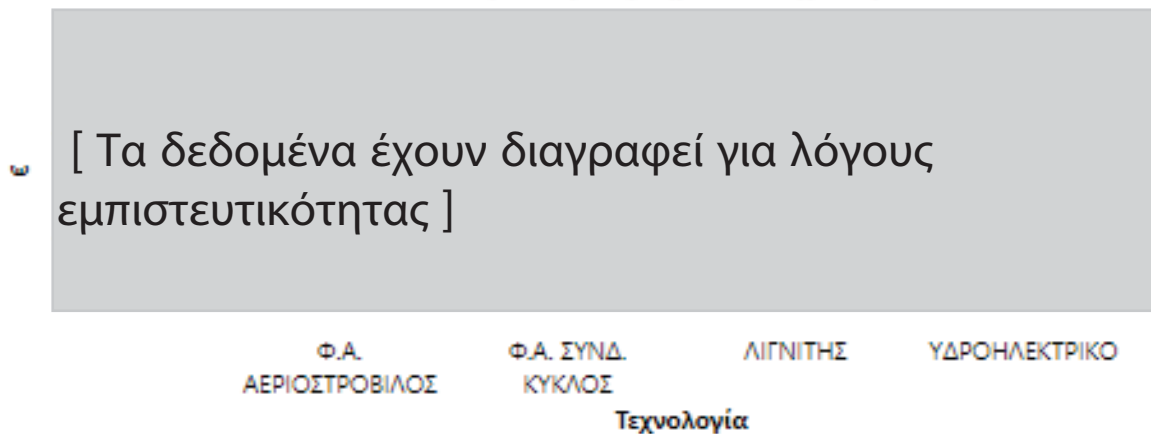 [ Τα δεδομένα έχουν διαγραφεί για λόγους
εμπιστευτικότητας ]
€
Φ.Α. ΑΕΡΙΟΣΤΡΟΒΙΛΟΣ
Φ.Α. ΣΥΝΔ. ΚΥΚΛΟΣ
ΛΙΓΝΙΤΗΣ
ΥΔΡΟΗΛΕΚΤΡΙΚΟ
Τεχνολογία